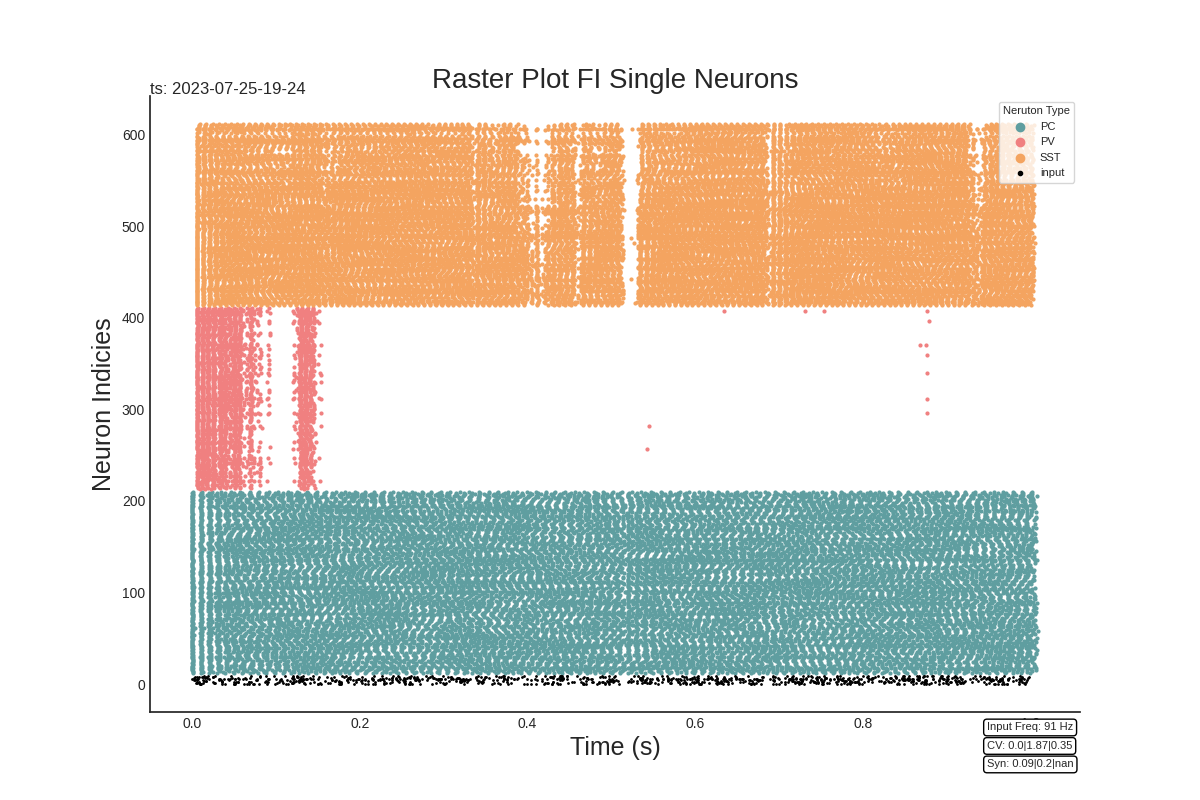 Raster Plot FI Single Neurons
ts: 2023-07-25-19-24
Neruton Type
PC
PV
SST
input
600
500
400
300
200
100
0
Neuron Indicies
0.0
0.2
0.4
0.6
0.8
Time (s)
Input Freq: 91 Hz
CV: 0.0|1.87|0.35
Syn: 0.09|0.2|nan